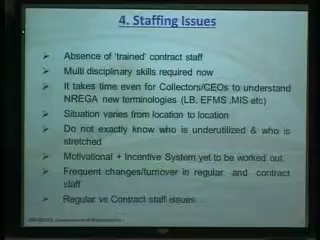 4. Staffing Issues
➤ Absence of 'trained' contract staff
➤ Multi disciplinary skills required now
➤ It takes time even for Collectors/CEOs to understand
NREGA new terminologies (LB, EFMS ,MIS etc)
➤ Situation varies from location to location
➤ Do not exactly know who is underutilized & who is
stretched
➤ Motivational + Incentive System yet to be worked out
➤ Frequent changes/turnover in regular and contract
staff
➤ Regular vs Contract staff issues